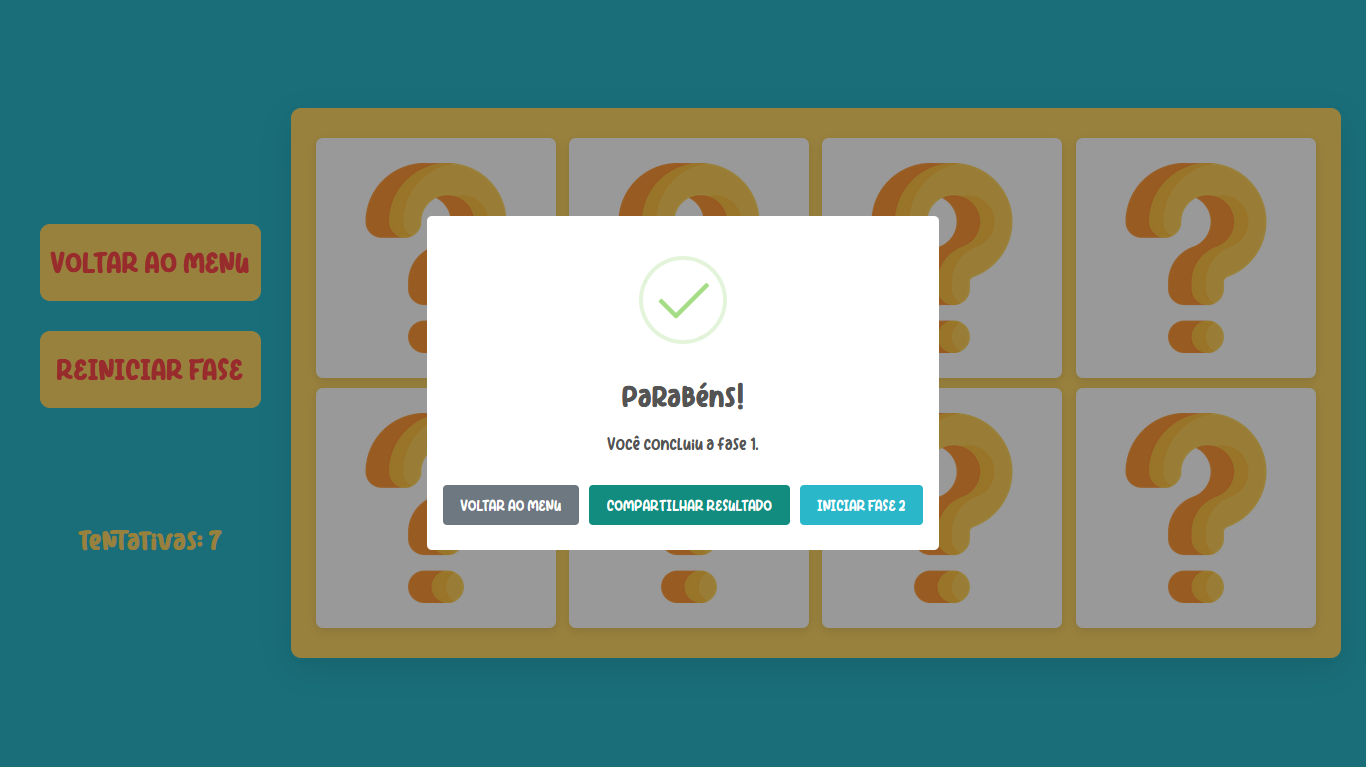 VOLTAR AO MENU
REINICIAR FASE
Tentativas: 7
Parabéns!
Você concluiu a fase 1.
VOLTAR AO MENU
COMPARTILHAR RESULTADO
INICIAR FASE 2